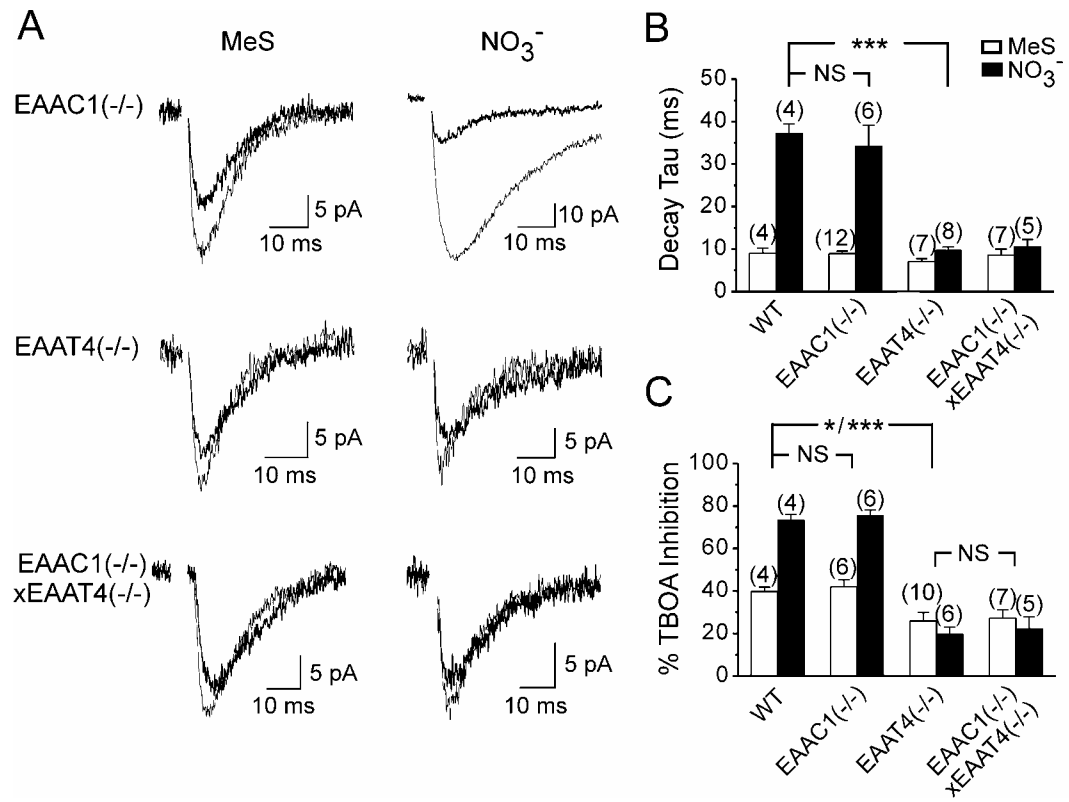 A
MeS
NO3-
EAAC1(-/-)
5 pA
10 ms
10 pA
10 ms
EAAT4(-/-)
5 pA
10 ms
5 pA
10 ms
EAAC1(-/-)
xEAAT4(-/-)
5 pA
10 ms
5 pA
10 ms
B
***
NS
MeS
NO3-
Decay Tau (ms)
50
40
30
20
10
0
(4)
(4)
(12)
(6)
(7)
(8)
(7)
(5)
WT
EAAC1(-/-)
EAAT4(-/-)
EAAC1(-/-)
xEAAT4(-/-)
C
*/***
NS
NS
% TBOA Inhibition
100
80
60
40
20
0
(4)
(4)
(6)
(6)
(10)
(6)
(7)
(5)
WT
EAAC1(-/-)
EAAT4(-/-)
EAAC1(-/-)
xEAAT4(-/-)